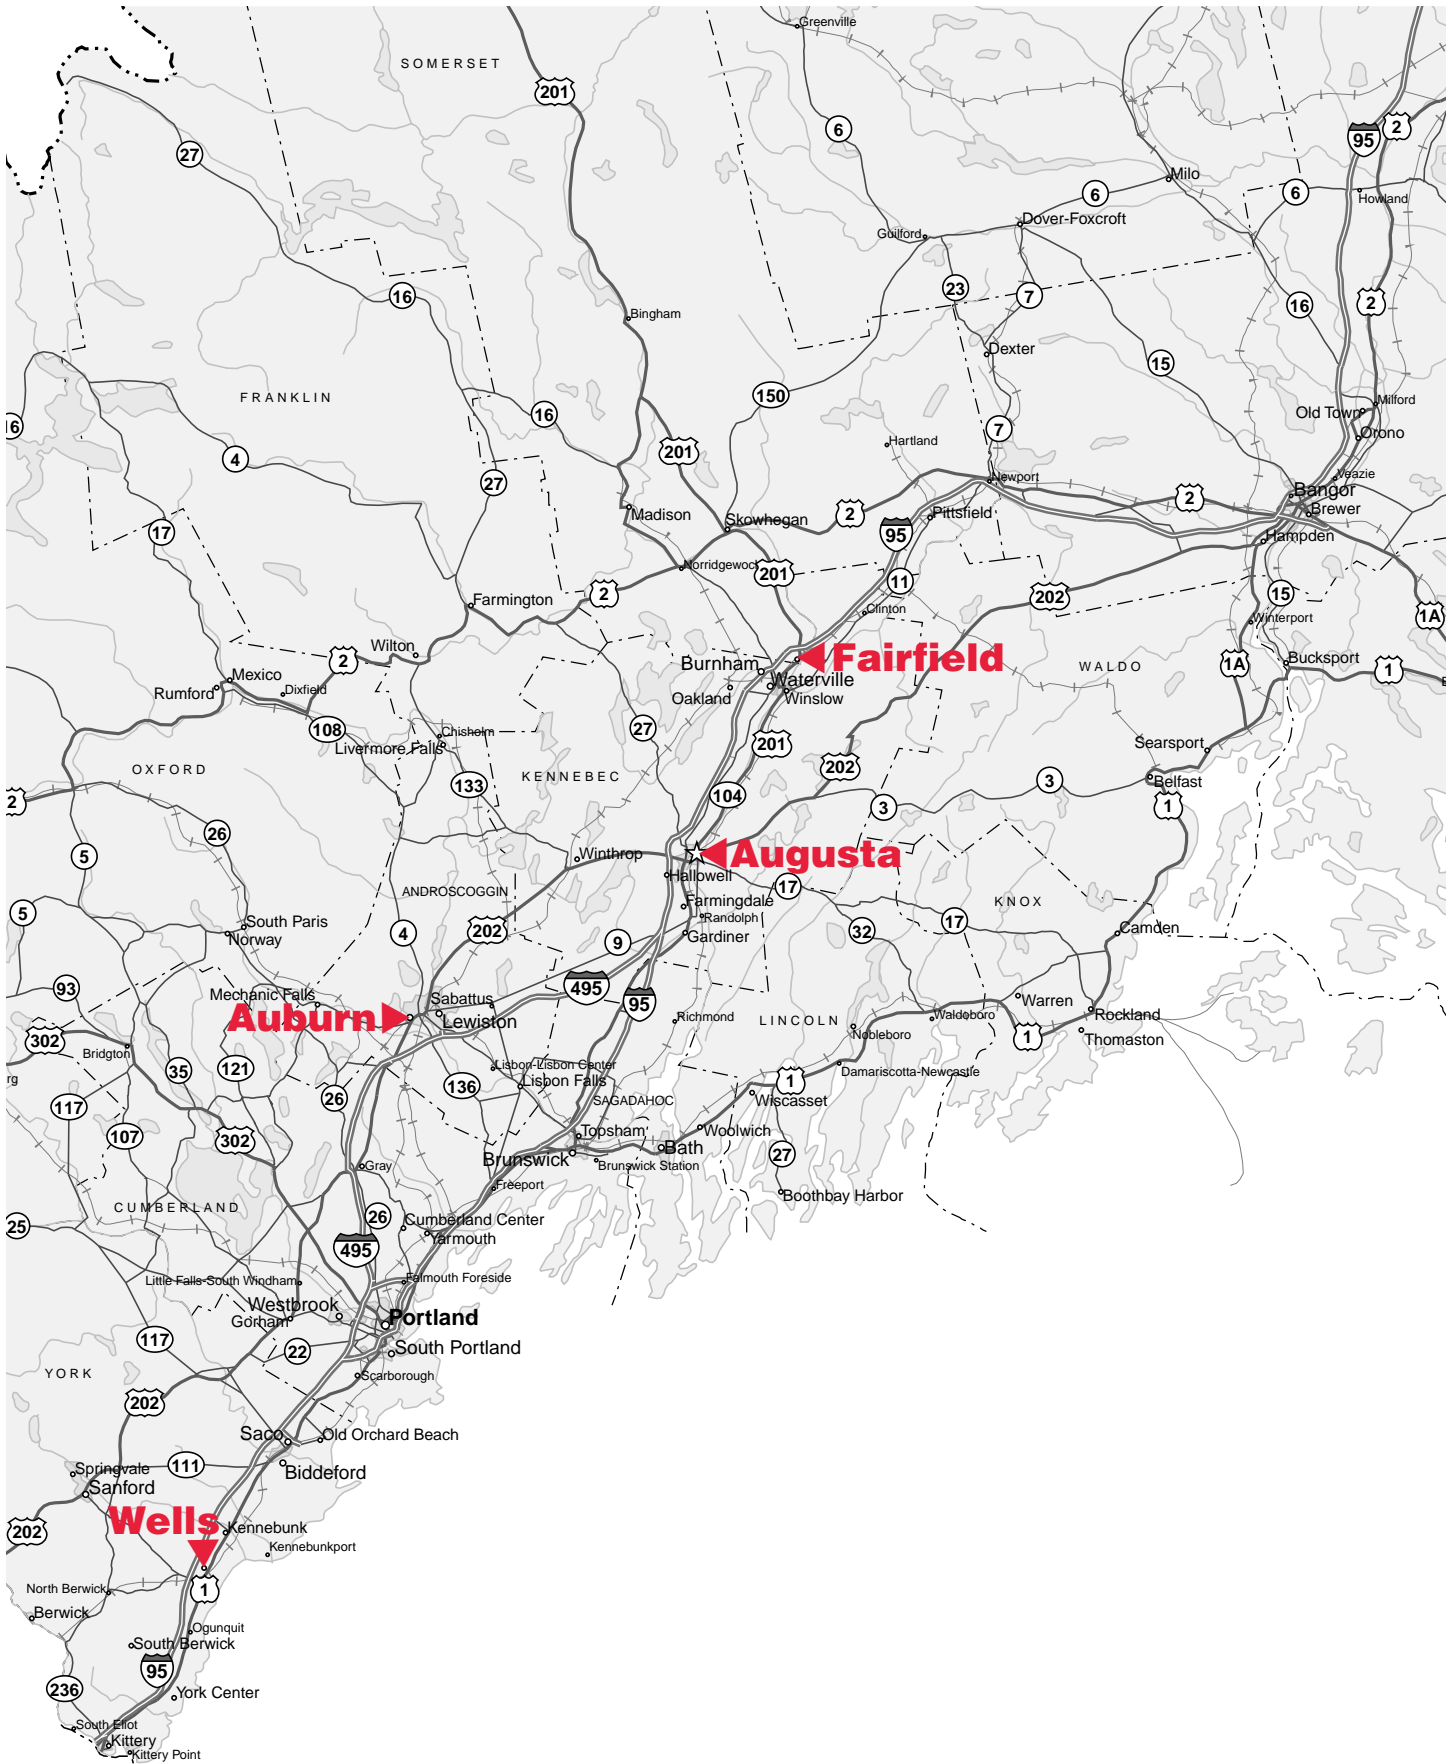 Greenville
SOMERSET
201
6
2
95
27
Milo
6
6
Howland
Dover-Foxcroft
Guilford
23
7
16
16
2
Bingham
Dexter
15
FRANKLIN
150
16
Milford
Old Town
16
7
Orono
Hartland
201
4
27
Newport
Veazie
2
Bangor
Brewer
Madison
2
Skowhegan
Pittsfield
17
95
Hampden
Norridgewock
201
11
2
202
15
Farmington
Clinton
1A
Winterport
Wilton
2
Fairfield
Burnham
WALDO
1A
Bucksport
1
Mexico
Waterville
Rumford
Dixfield
Oakland
Winslow
108
27
Chisholm
Livermore Falls
201
Searsport
OXFORD
KENNEBEC
202
Belfast
133
3
104
2
3
1
26
5
Winthrop
Augusta
Hallowell
ANDROSCOGGIN
17
Farmingdale
KNOX
5
South Paris
Randolph
17
Norway
4
202
9
Gardiner
32
Camden
93
495
Mechanic Falls
Sabattus
95
Warren
Auburn
Lewiston
Richmond
LINCOLN
Waldoboro
Rockland
302
Nobleboro
1
Thomaston
Bridgton
35
121
Lisbon-Lisbon Center
Damariscotta-Newcastle
rg
136
Lisbon Falls
1
26
117
SAGADAHOC
Wiscasset
107
302
Topsham
Woolwich
Brunswick
Bath
27
Gray
Brunswick Station
Freeport
Boothbay Harbor
CUMBERLAND
26
Cumberland Center
25
Yarmouth
495
Little Falls-South Windham
Falmouth Foreside
Westbrook
Gorham
Portland
117
22
South Portland
YORK
Scarborough
202
Saco
Old Orchard Beach
Springvale
111
Biddeford
Sanford
Wells
202
Kennebunk
Kennebunkport
North Berwick
1
Berwick
Ogunquit
South Berwick
95
236
York Center
South Eliot
Kittery
Kittery Point